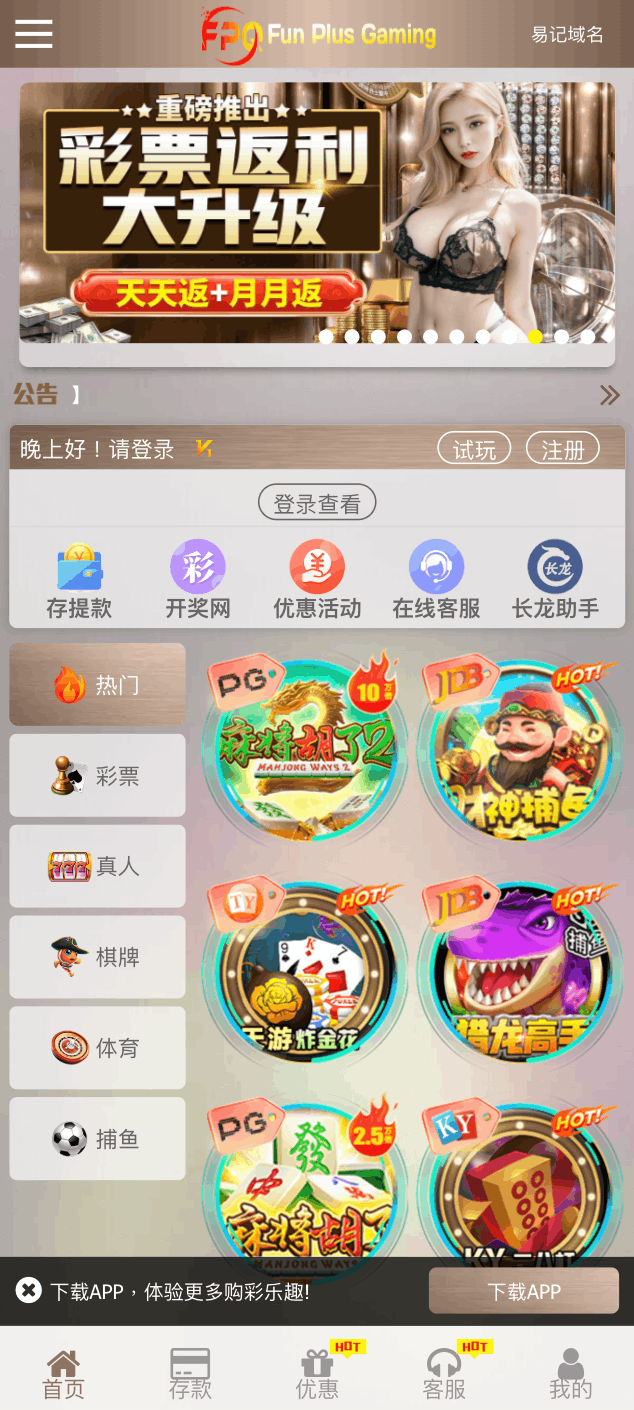 FPG Fun Plus Gaming
易记域名
重磅推出
彩票返利
大升级
天天返+月月返
公告 】
晚上好！请登录
试玩
注册
登录查看
存提款
开奖网
优惠活动
在线客服
长龙助手
热门
彩票
真人
棋牌
体育
捕鱼
PG
10万倍
麻将胡了2
MAHJONG WAYS 2
JDB
HOT!
财神捕鱼
TY
HOT!
天游炸金花
JDB
HOT!
捕鱼
猎龙高手
PG
2.5万倍
麻将胡了
MAHJONG WAYS
KY
HOT!
下载APP，体验更多购彩乐趣!
下载APP
首页
存款
HOT
优惠
HOT
客服
我的